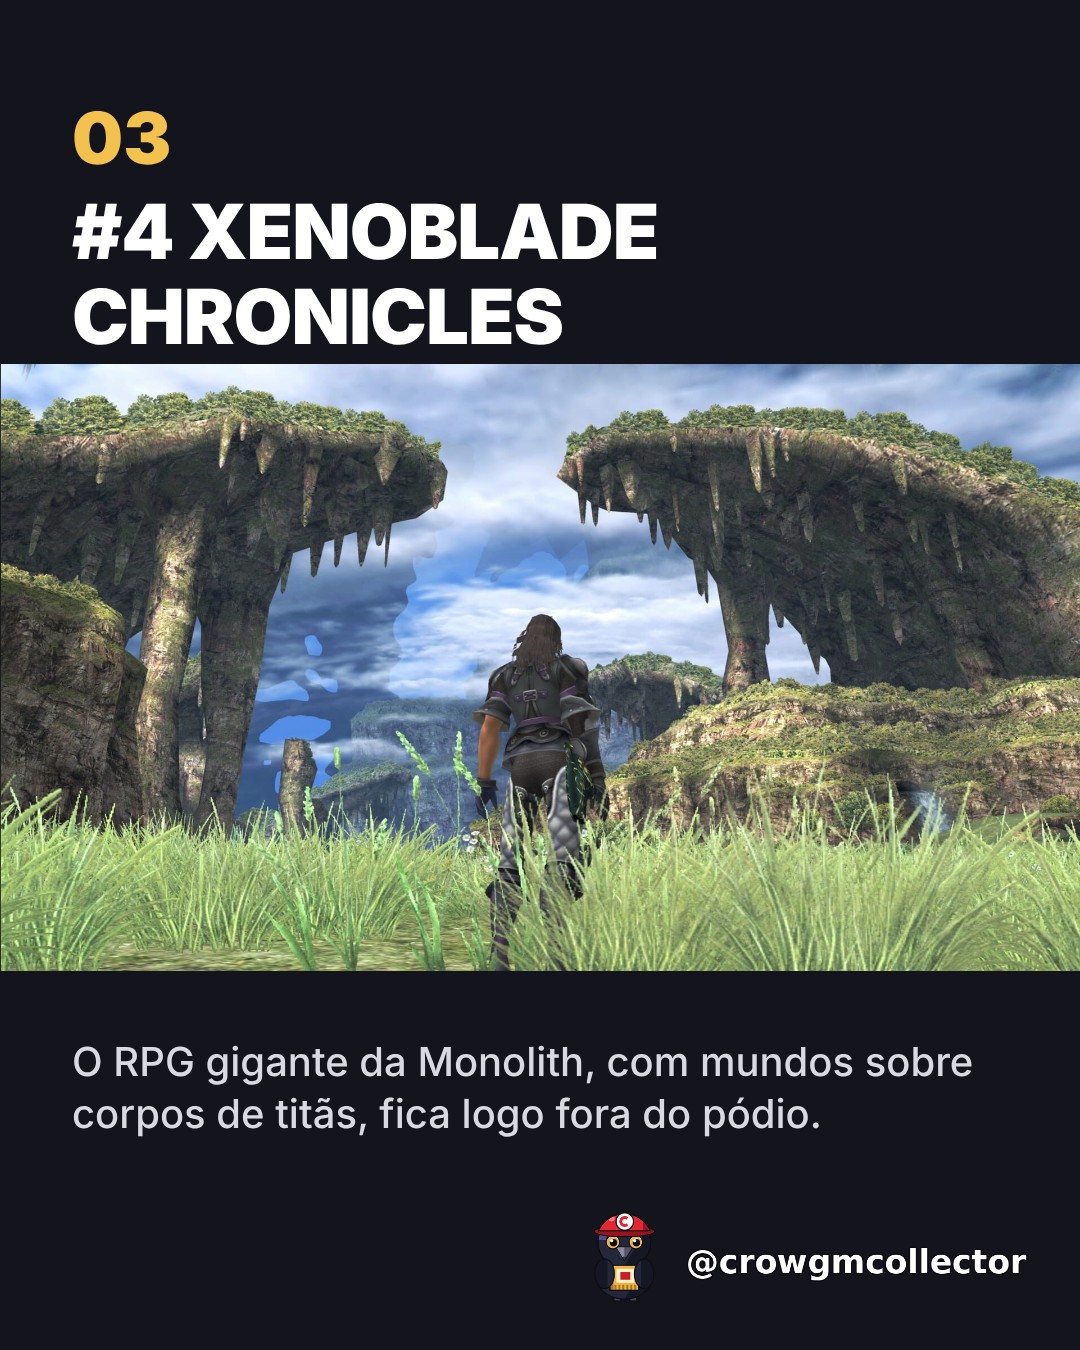 03
#4 XENOBLADE
CHRONICLES
O RPG gigante da Monolith, com mundos sobre
corpos de titãs, fica logo fora do pódio.
C
@crowgmcollector